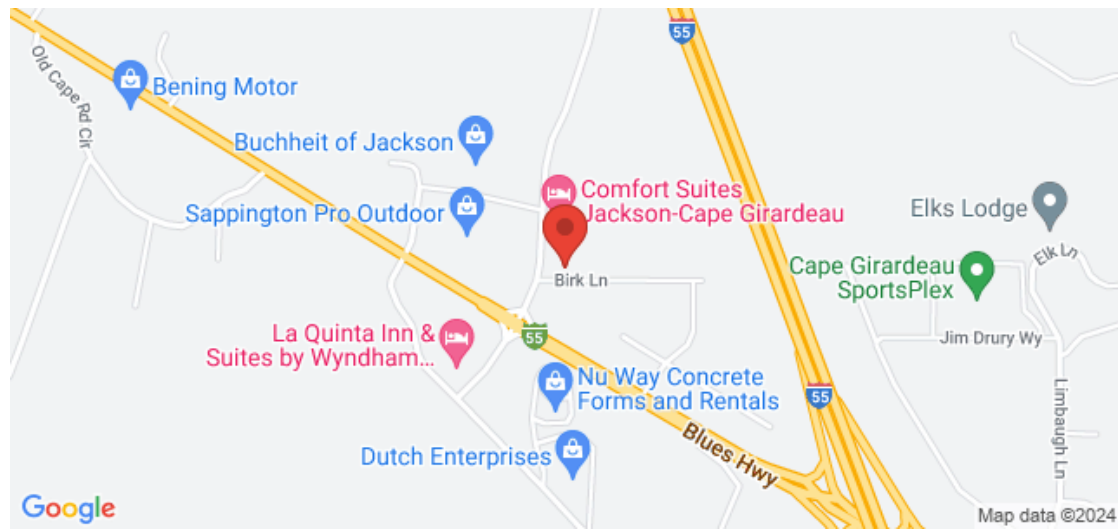 55
Old Cape Rd Cir
Bening Motor
Buchheit of Jackson
Comfort Suites
Jackson-Cape Girardeau
Sappington Pro Outdoor
Elks Lodge
Elk Ln
Cape Girardeau
SportsPlex
Birk Ln
La Quinta Inn &
Suites by Wyndham...
55
Jim Drury Wy
Nu Way Concrete
Forms and Rentals
55
Limbaugh Ln
Blues Hwy
Dutch Enterprises
Google
Map data ©2024